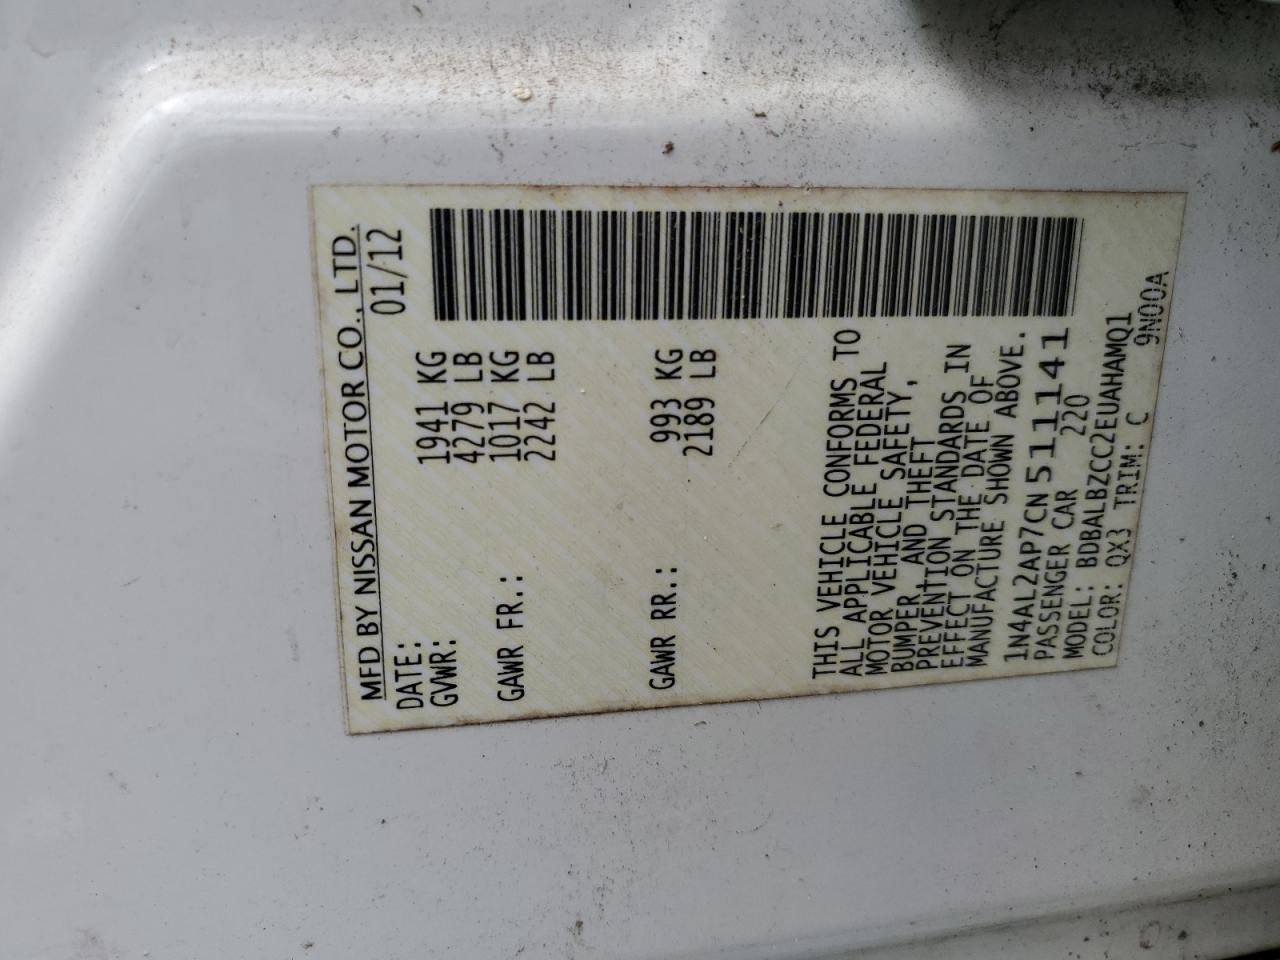 MFD BY NISSAN MOTOR CO., LTD.
DATE: 01/12
GVWR: 1941 KG
4279 LB
GAWR FR.: 1017 KG
2242 LB
GAWR RR.: 993 KG
2189 LB
THIS VEHICLE CONFORMS TO
ALL APPLICABLE FEDERAL
MOTOR VEHICLE SAFETY,
BUMPER AND THEFT
PREVENTION STANDARDS IN
EFFECT ON THE DATE OF
MANUFACTURE SHOWN ABOVE.
1N4AL2AP7CN511141
PASSENGER CAR 220
MODEL: BDBALBZCC2EUAHAMQ1
COLOR: QX3 TRIM: C 9N00A